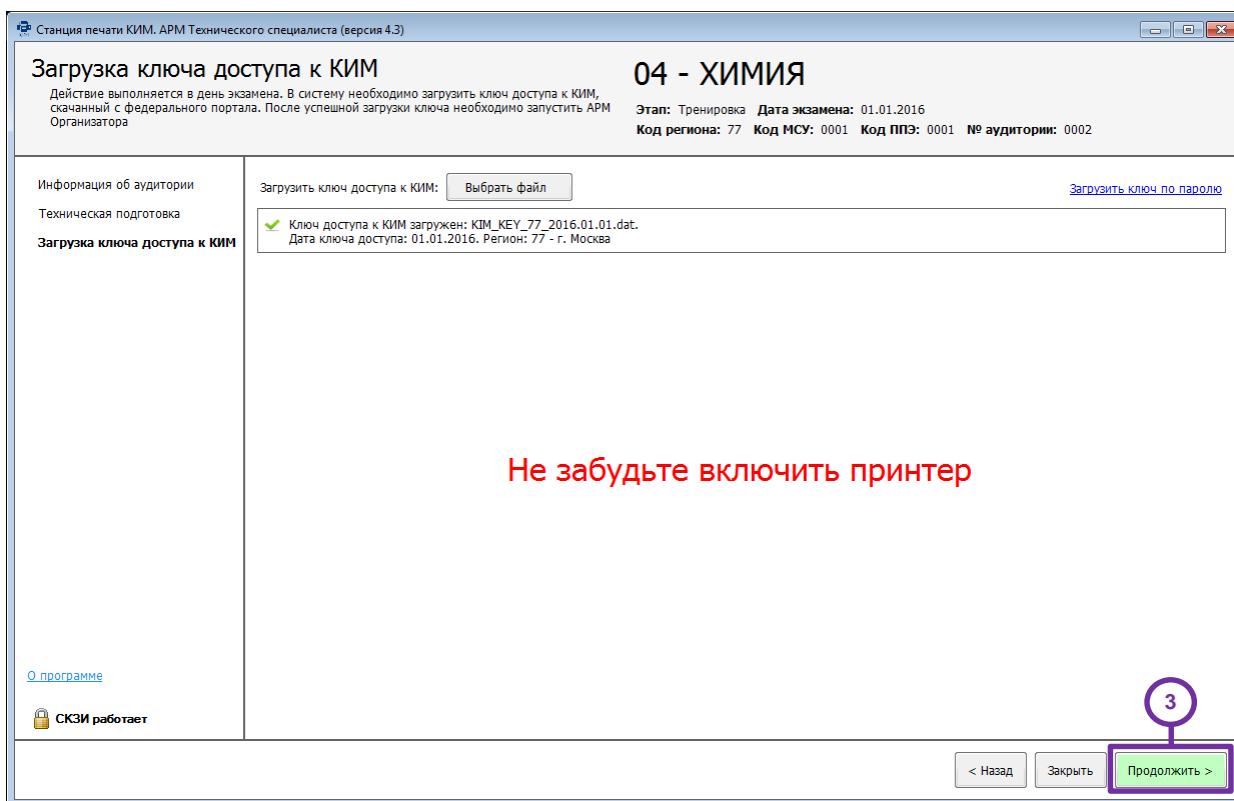 Станция печати КИМ. АРМ Технического специалиста (версия 4.3)
Загрузка ключа доступа к КИМ
Действие выполняется в день экзамена. В систему необходимо загрузить ключ доступа к КИМ,
скачанный с федерального портала. После успешной загрузки ключа необходимо запустить АРМ
Организатора
04 - ХИМИЯ
Этап: Тренировка Дата экзамена: 01.01.2016
Код региона: 77 Код МСУ: 0001 Код ППЭ: 0001 № аудитории: 0002
Информация об аудитории
Техническая подготовка
Загрузка ключа доступа к КИМ
Загрузить ключ доступа к КИМ: Выбрать файл Загрузить ключ по паролю
Ключ доступа к КИМ загружен: KIM_KEY_77_2016.01.01.dat.
Дата ключа доступа: 01.01.2016. Регион: 77 - г. Москва
Не забудьте включить принтер
О программе
СКЗИ работает
3
< Назад Закрыть Продолжить >